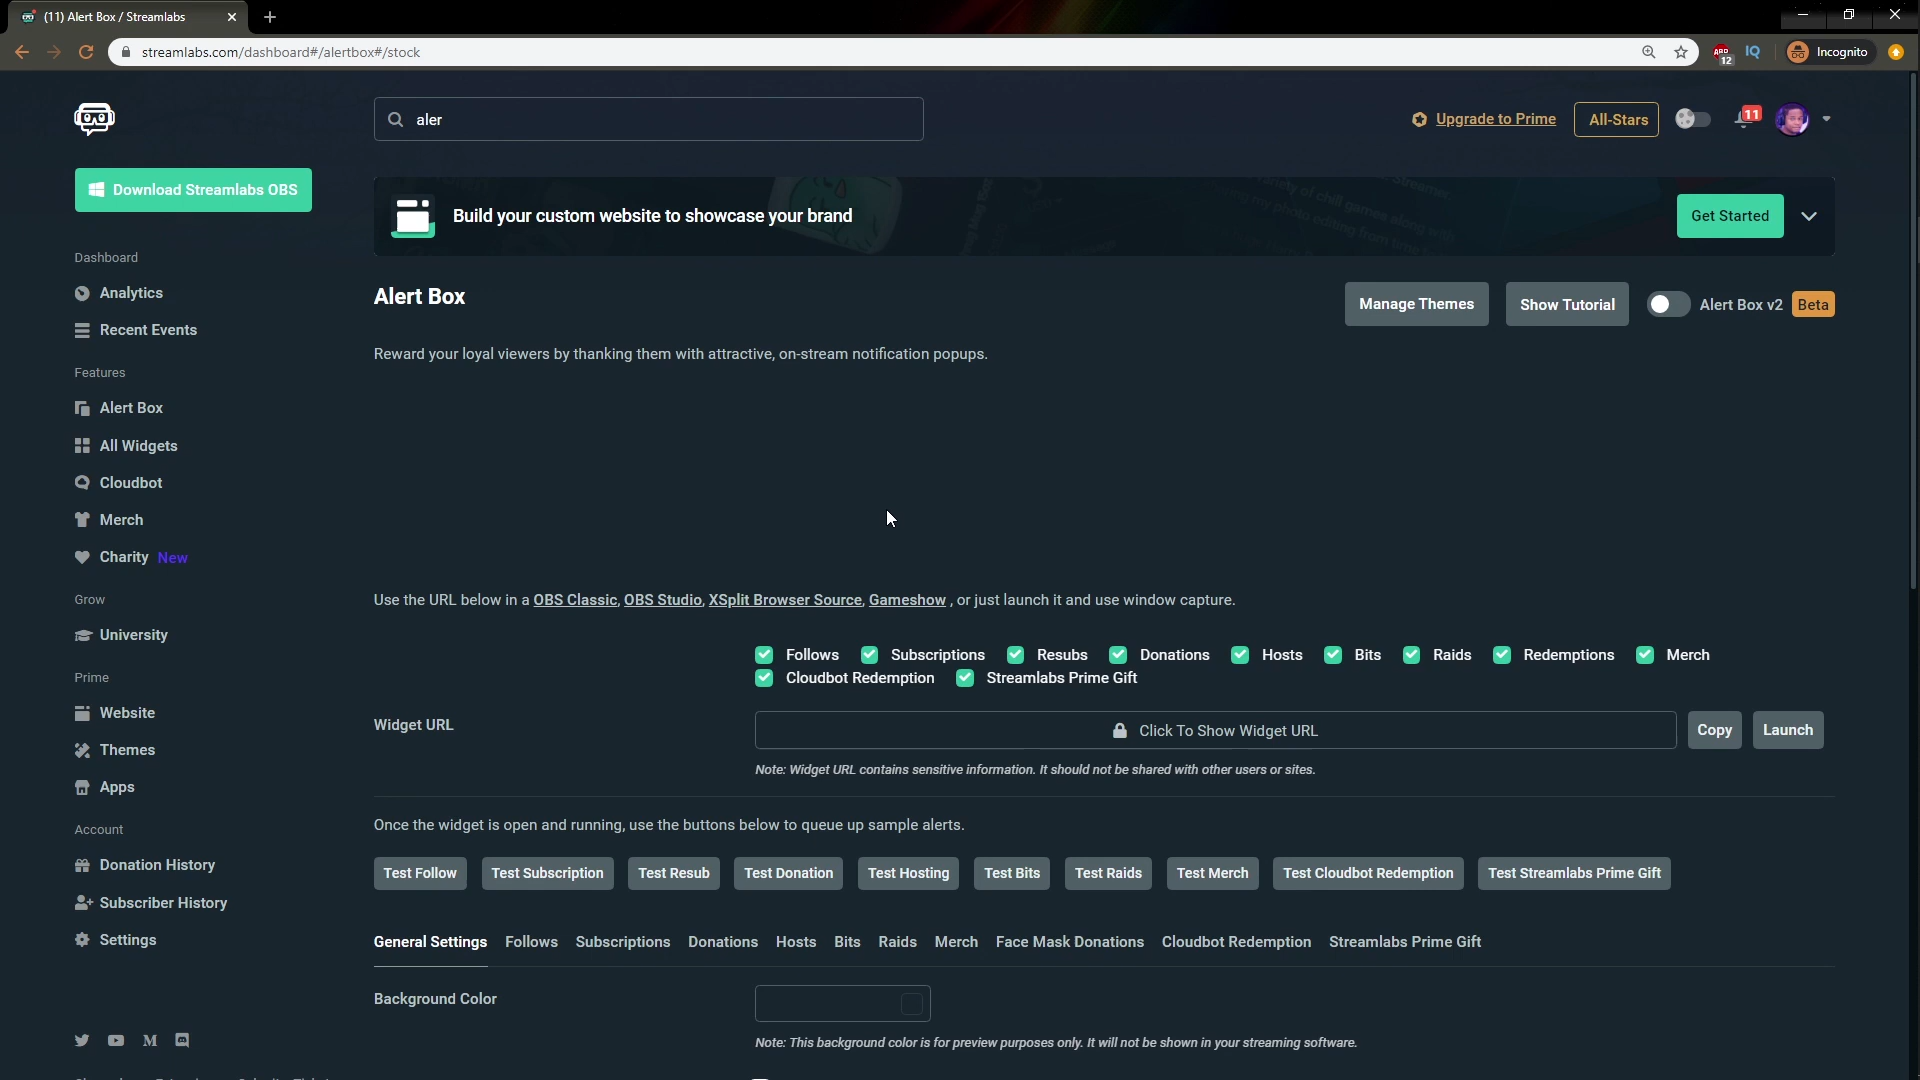 (11) Alert Box / Streamlabs
streamlabs.com/dashboard#/alertbox#/stock
ABP
12
IQ
Incognito
aler
Upgrade to Prime
All-Stars
11
Download Streamlabs OBS
Build your custom website to showcase your brand
Get Started
Dashboard
Analytics
Recent Events
Features
Alert Box
All Widgets
Cloudbot
Merch
Charity New
Grow
University
Prime
Website
Themes
Apps
Account
Donation History
Subscriber History
Settings
Alert Box
Manage Themes
Show Tutorial
Alert Box v2 Beta
Reward your loyal viewers by thanking them with attractive, on-stream notification popups.
Use the URL below in a OBS Classic, OBS Studio, XSplit Browser Source, Gameshow , or just launch it and use window capture.
Follows Subscriptions Resubs Donations Hosts Bits Raids Redemptions Merch
Cloudbot Redemption Streamlabs Prime Gift
Widget URL
Click To Show Widget URL
Copy
Launch
Note: Widget URL contains sensitive information. It should not be shared with other users or sites.
Once the widget is open and running, use the buttons below to queue up sample alerts.
Test Follow Test Subscription Test Resub Test Donation Test Hosting Test Bits Test Raids Test Merch Test Cloudbot Redemption Test Streamlabs Prime Gift
General Settings Follows Subscriptions Donations Hosts Bits Raids Merch Face Mask Donations Cloudbot Redemption Streamlabs Prime Gift
Background Color
Note: This background color is for preview purposes only. It will not be shown in your streaming software.